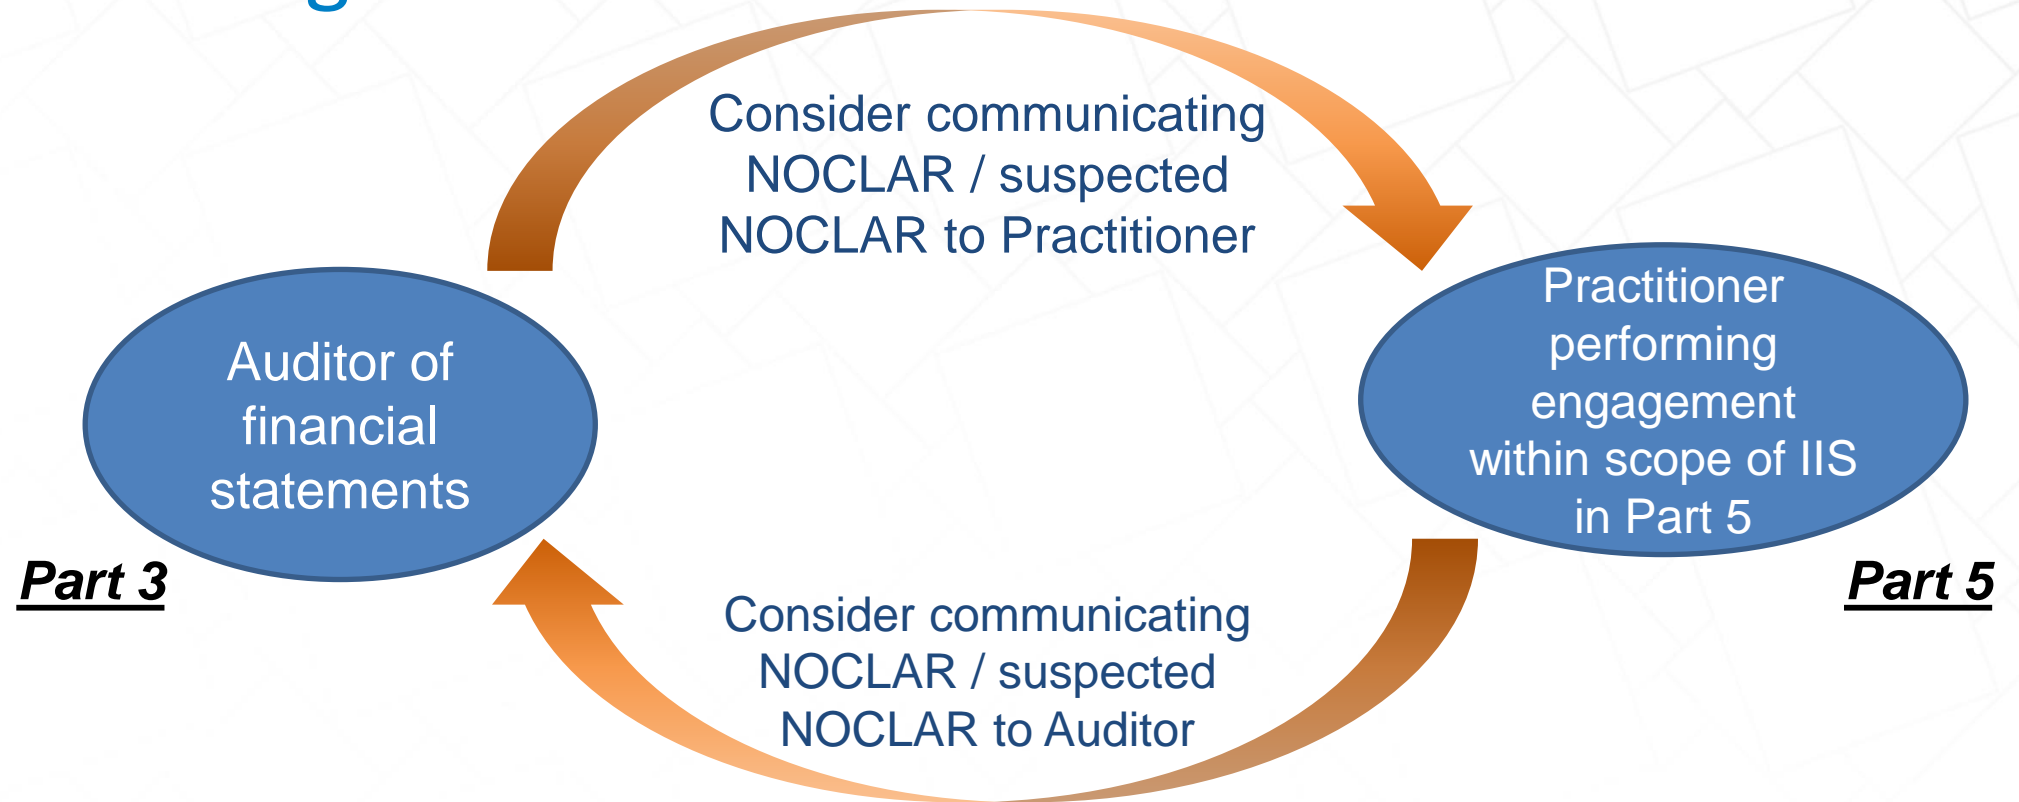 Consider communicating
NOCLAR / suspected
NOCLAR to Practitioner
Auditor of
financial
statements
Practitioner
performing
engagement
within scope of IIS
in Part 5
Part 3
Part 5
Consider communicating
NOCLAR / suspected
NOCLAR to Auditor